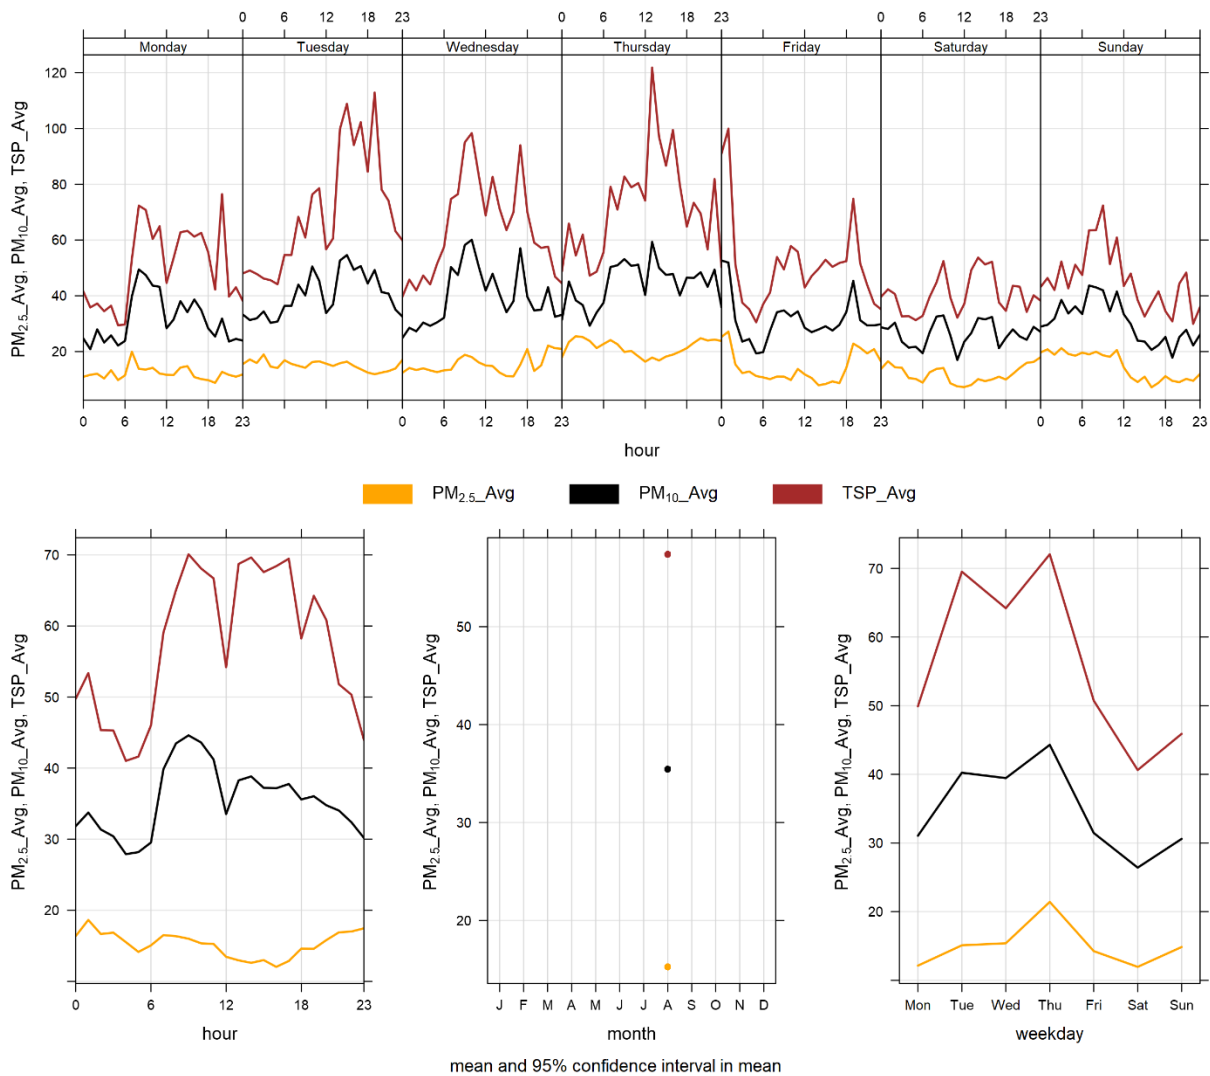 0 6 12 18 23 0 6 12 18 23 0 6 12 18 23
Monday Tuesday Wednesday Thursday Friday Saturday Sunday
PM2.5_Avg, PM10_Avg, TSP_Avg
120
100
80
60
40
20
0 6 12 18 23 0 6 12 18 23 0 6 12 18 23 0 6 12 18 23
hour
PM2.5_Avg PM10_Avg TSP_Avg
PM2.5_Avg, PM10_Avg, TSP_Avg
70
60
50
40
30
20
0 6 12 18 23
hour
PM2.5_Avg, PM10_Avg, TSP_Avg
50
40
30
20
J F M A M J J A S O N D
month
PM2.5_Avg, PM10_Avg, TSP_Avg
70
60
50
40
30
20
Mon Tue Wed Thu Fri Sat Sun
weekday
mean and 95% confidence interval in mean